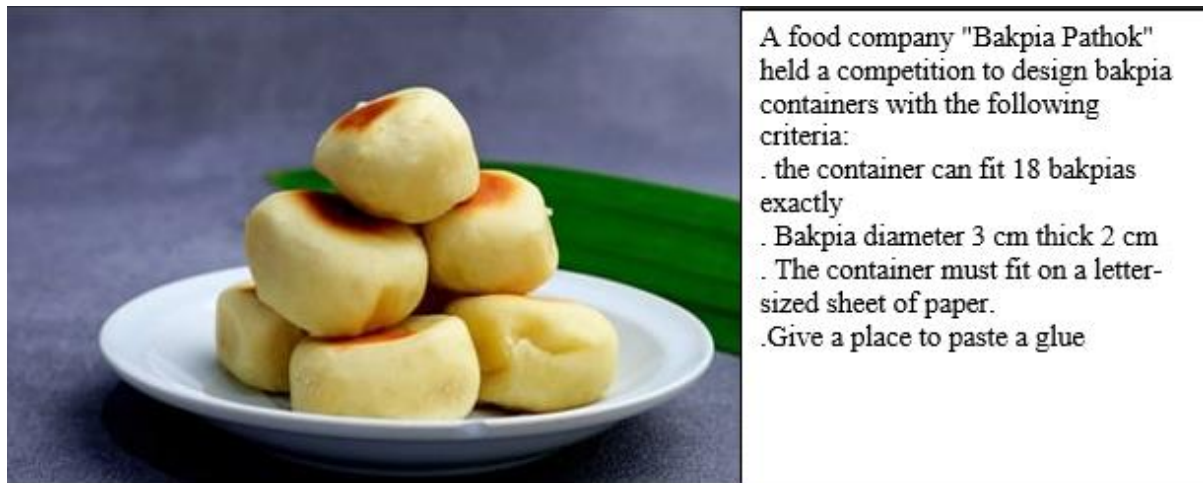 A food company "Bakpia Pathok"
held a competition to design bakpia
containers with the following
criteria:
. the container can fit 18 bakpias
exactly
. Bakpia diameter 3 cm thick 2 cm
. The container must fit on a letter-
sized sheet of paper.
.Give a place to paste a glue